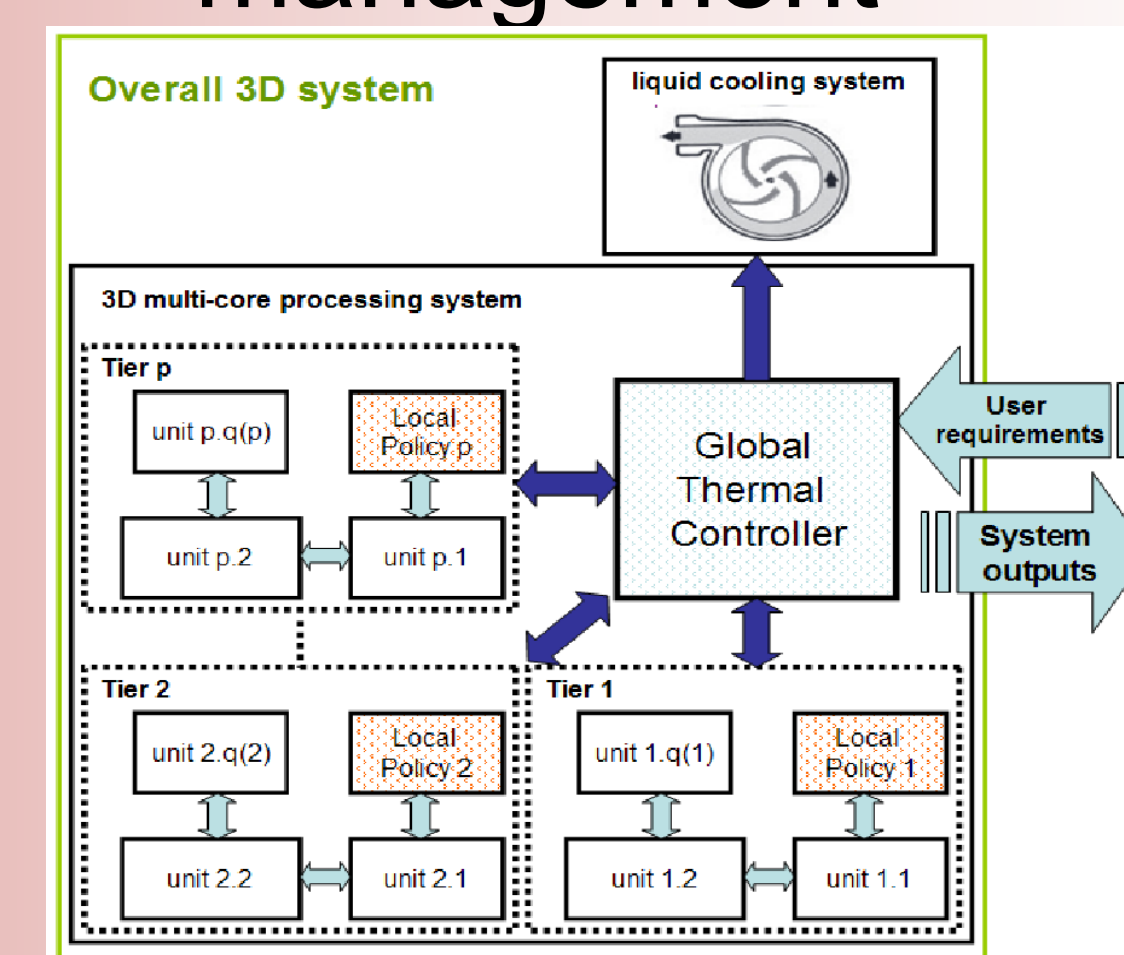 management
Overall 3D system
liquid cooling system
3D multi-core processing system
Tier p
unit p.q(p)
Local
Policy p
unit p.2
unit p.1
Global
Thermal
Controller
User
requirements
System
outputs
Tier 2
unit 2.q(2)
Local
Policy 2
unit 2.2
unit 2.1
Tier 1
unit 1.q(1)
Local
Policy 1
unit 1.2
unit 1.1